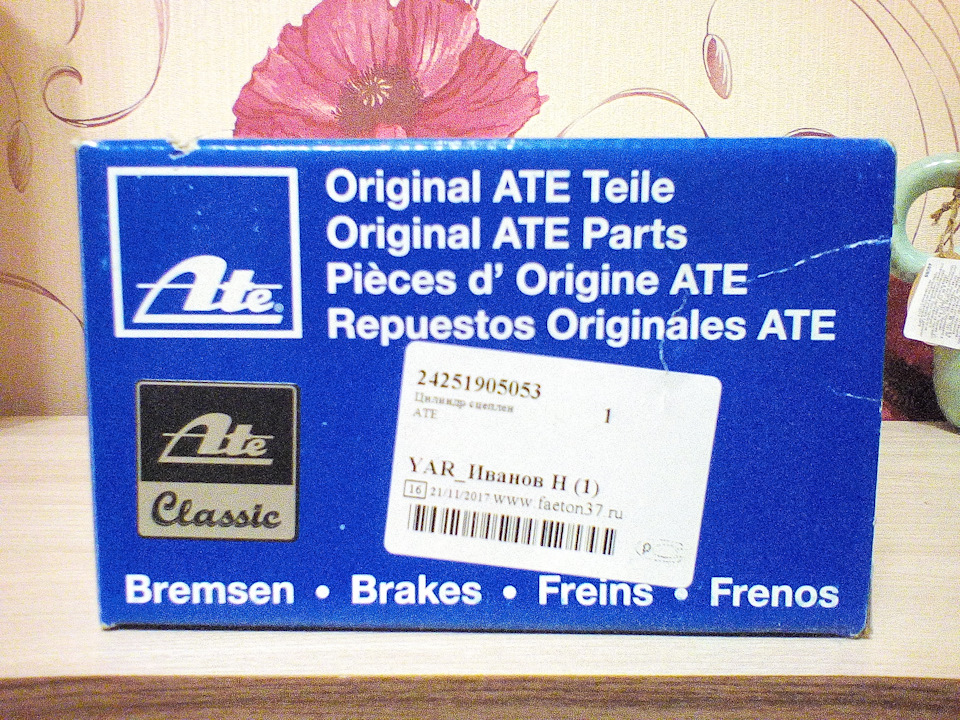 Original ATE Teile
Original ATE Parts
Pièces d' Origine ATE
Repuestos Originales ATE
Ate®
Ate
Classic
24251905053
Цилиндр сцеплен
1
ATE
YAR_Иванов Н (1)
16 21/11/2017 www.faeton37.ru
Bremsen • Brakes • Freins • Frenos